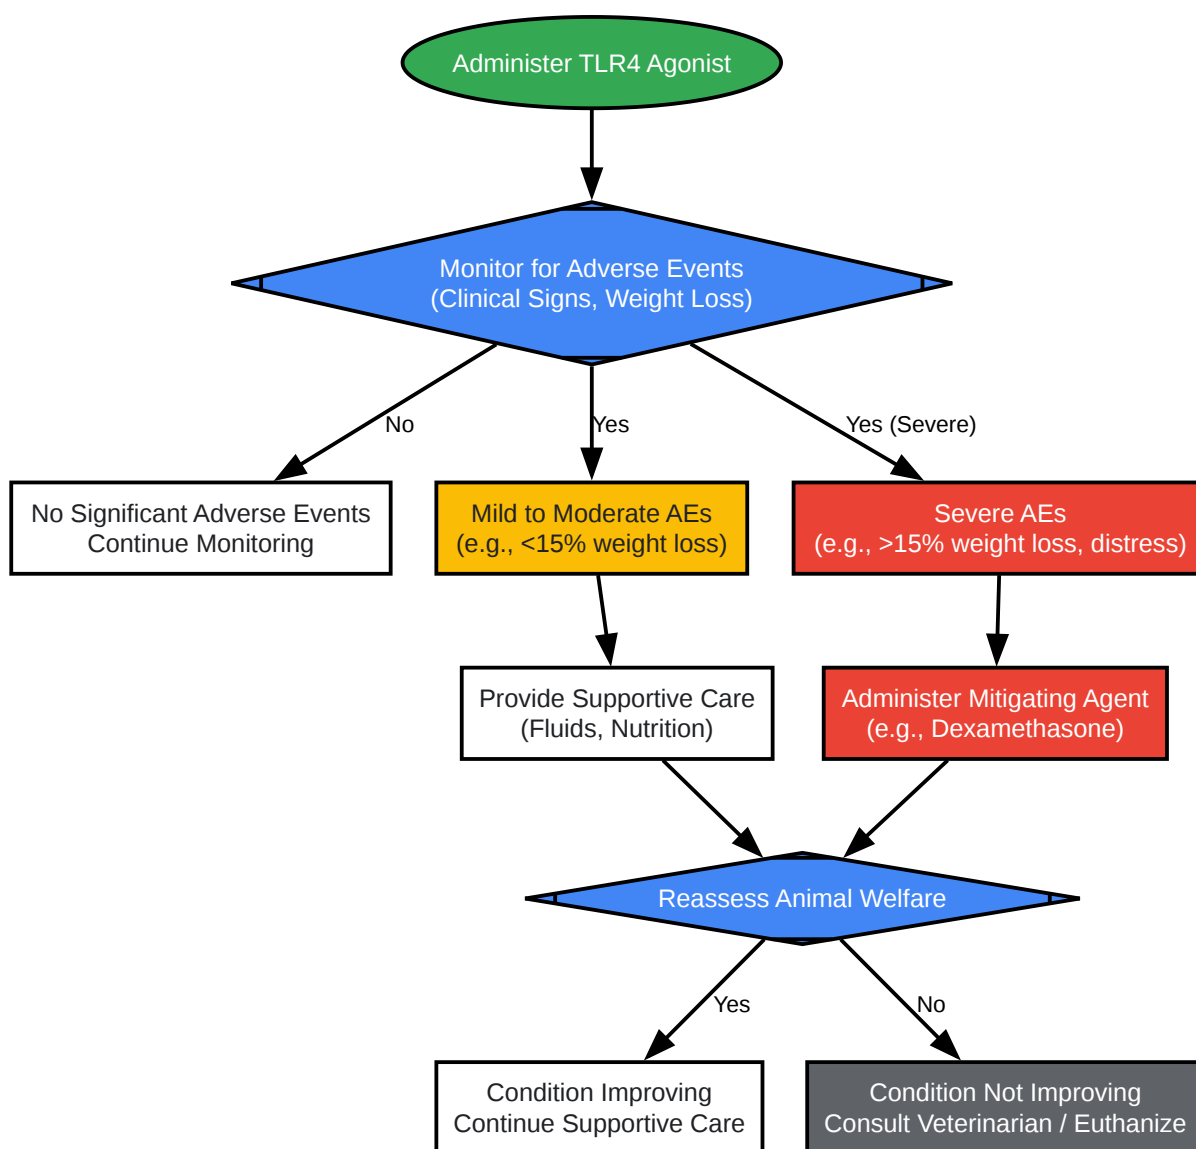 Administer TLR4 Agonist
Monitor for Adverse Events
(Clinical Signs, Weight Loss)
No
Yes
Yes (Severe)
No Significant Adverse Events
Continue Monitoring
Mild to Moderate AEs
(e.g., <15% weight loss)
Severe AEs
(e.g., >15% weight loss, distress)
Provide Supportive Care
(Fluids, Nutrition)
Administer Mitigating Agent
(e.g., Dexamethasone)
Reassess Animal Welfare
Yes
No
Condition Improving
Continue Supportive Care
Condition Not Improving
Consult Veterinarian / Euthanize